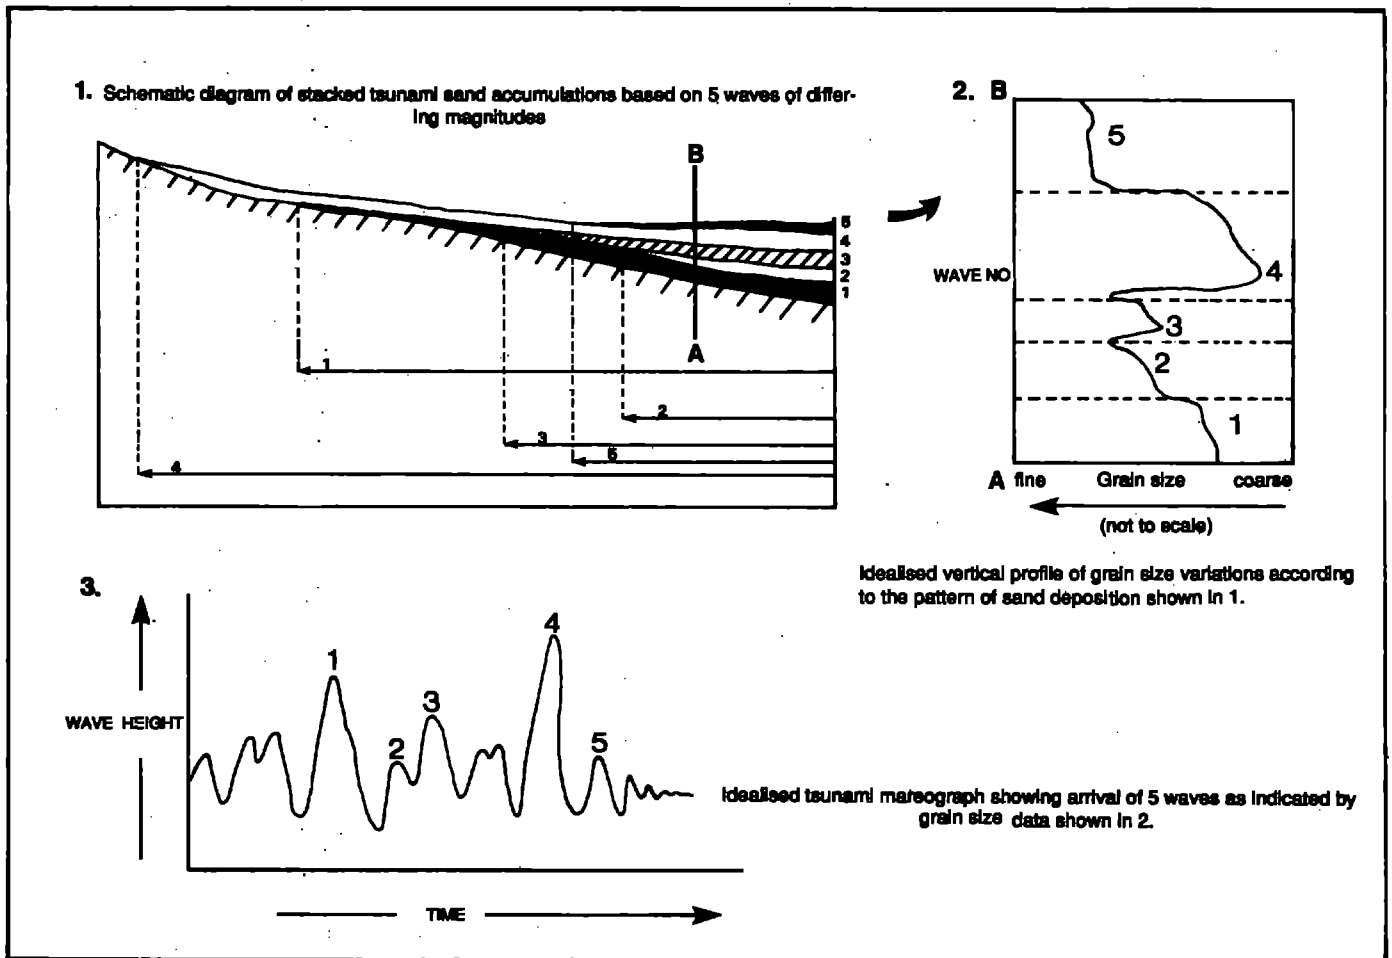 1. Schematic diagram of stacked tsunami sand accumulations based on 5 waves of differ-
ing magnitudes
B
5
4
3
2
1
A
1
2
3
5
4
2. B
5
4
WAVE NO
3
2
1
A fine Grain size coarse
(not to scale)
Idealised vertical profile of grain size variations according
to the pattern of sand deposition shown in 1.
3.
WAVE HEIGHT
1
2
3
4
5
Idealised tsunami mareograph showing arrival of 5 waves as indicated by
grain size data shown in 2.
TIME